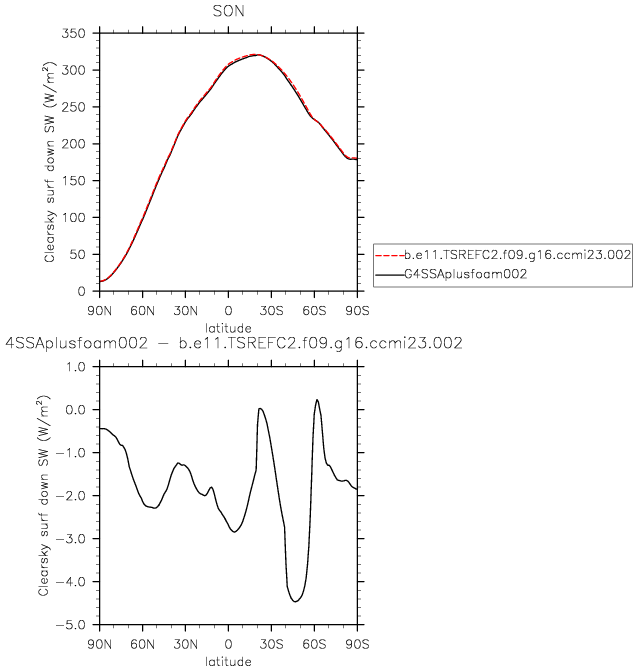 SON
Clearsky surf down SW (W/m²)
350
300
250
200
150
100
50
0
90N 60N 30N 0 30S 60S 90S
latitude
b.e11.TSREFC2.f09.g16.ccmi23.002
G4SSAplusfoam002
4SSAplusfoam002 − b.e11.TSREFC2.f09.g16.ccmi23.002
Clearsky surf down SW (W/m²)
1.0
0.0
−1.0
−2.0
−3.0
−4.0
−5.0
90N 60N 30N 0 30S 60S 90S
latitude